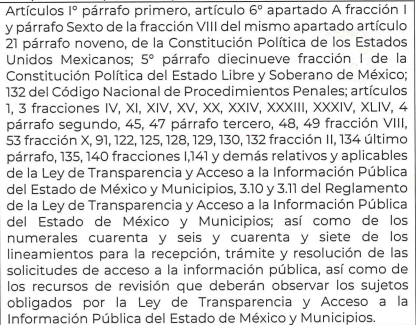 Artículos lº párrafo primero, artículo 6º apartado A fracción I
y párrafo Sexto de la fracción VIII del mismo apartado artículo
21 párrafo noveno, de la Constitución Política de los Estados
Unidos Mexicanos; 5º párrafo diecinueve fracción I de la
Constitución Política del Estado Libre y Soberano de México;
132 del Código Nacional de Procedimientos Penales; artículos
1, 3 fracciones IV, XI, XIV, XV, XX, XXIV, XXXIII, XXXIV, XLIV, 4
párrafo segundo, 45, 47 párrafo tercero, 48, 49 fracción VIII,
53 fracción X, 91, 122, 125, 128, 129, 130, 132 fracción II, 134 último
párrafo, 135, 140 fracciones I,141 y demás relativos y aplicables
de la Ley de Transparencia y Acceso a la Información Pública
del Estado de México y Municipios, 3.10 y 3.11 del Reglamento
de la Ley de Transparencia y Acceso a la Información Pública
del Estado de México y Municipios; así como de los
numerales cuarenta y seis y cuarenta y siete de los
lineamientos para la recepción, trámite y resolución de las
solicitudes de acceso a la información pública, así como de
los recursos de revisión que deberán observar los sujetos
obligados por la Ley de Transparencia y Acceso a la
Información Pública del Estado de México y Municipios.